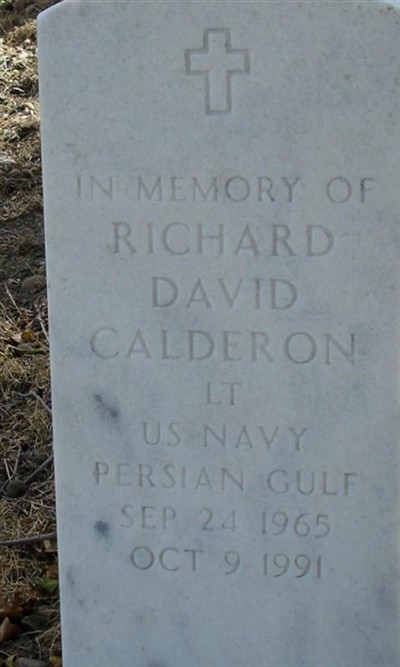 IN MEMORY OF
RICHARD
DAVID
CALDERON
LT
US NAVY
PERSIAN GULF
SEP 24 1965
OCT 9 1991